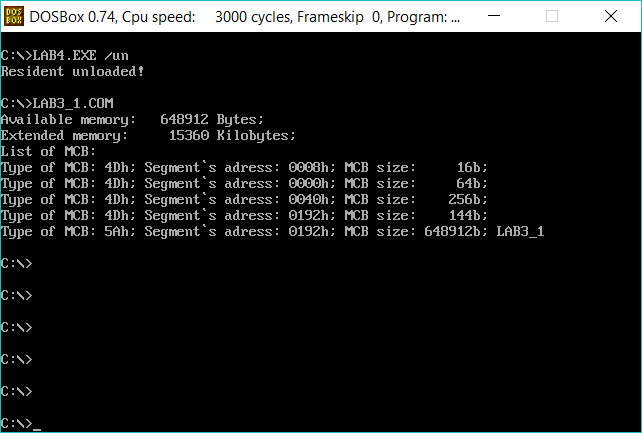 DOS BOX DOSBox 0.74, Cpu speed: 3000 cycles, Frameskip 0, Program: ...
C:\>LAB4.EXE /un
Resident unloaded!
C:\>LAB3_1.COM
Available memory: 648912 Bytes;
Extended memory: 15360 Kilobytes;
List of MCB:
Type of MCB: 4Dh; Segment`s adress: 0008h; MCB size: 16b;
Type of MCB: 4Dh; Segment`s adress: 0000h; MCB size: 64b;
Type of MCB: 4Dh; Segment`s adress: 0040h; MCB size: 256b;
Type of MCB: 4Dh; Segment`s adress: 0192h; MCB size: 144b;
Type of MCB: 5Ah; Segment`s adress: 0192h; MCB size: 648912b; LAB3_1
C:\>
C:\>
C:\>
C:\>
C:\>
C:\>_